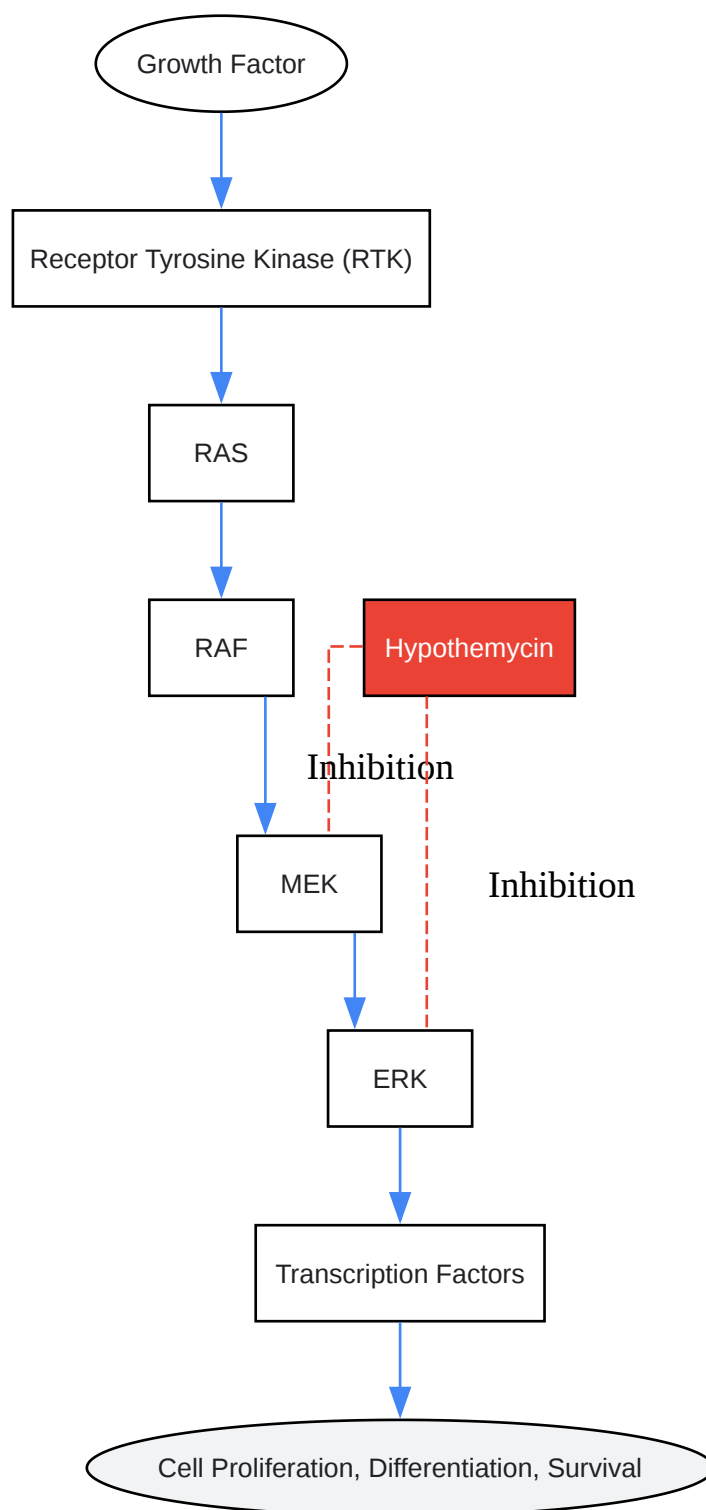 Growth Factor
Receptor Tyrosine Kinase (RTK)
RAS
RAF
Hypothemycin
Inhibition
MEK
Inhibition
ERK
Transcription Factors
Cell Proliferation, Differentiation, Survival